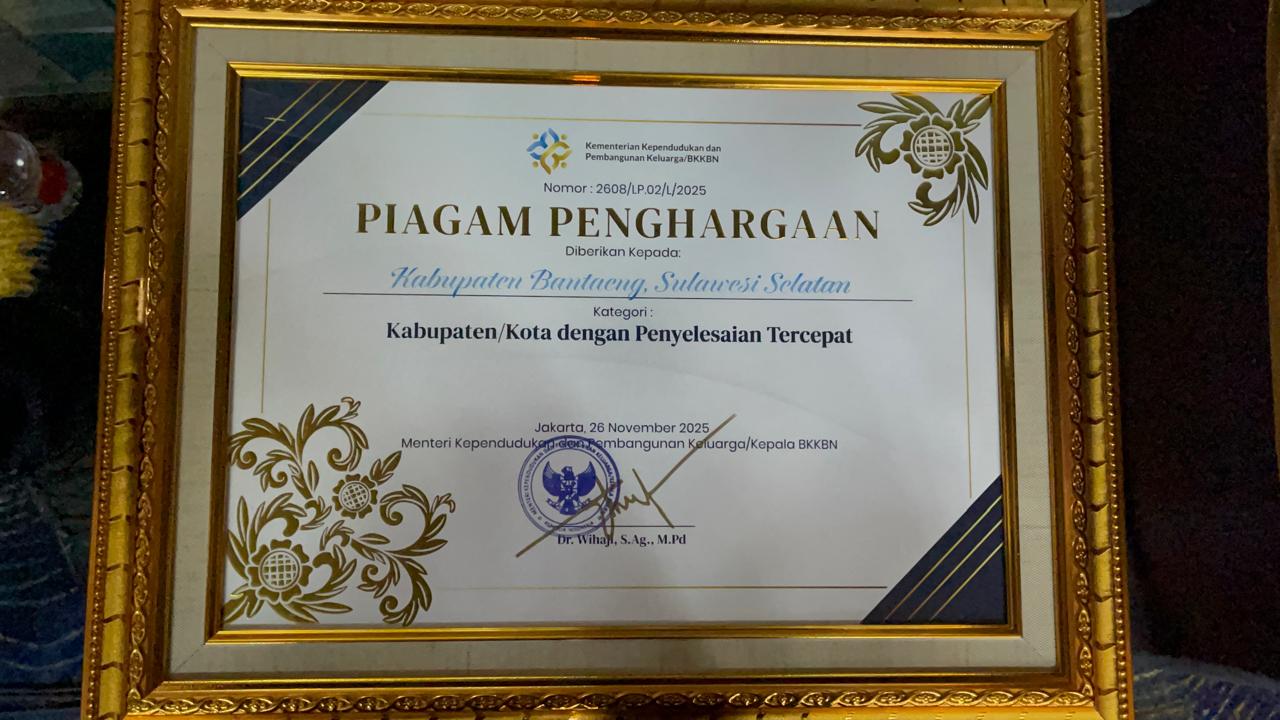 Kementerian Kependudukan dan
Pembangunan Keluarga/BKKBN
Nomor : 2608/LP.02/L/2025
PIAGAM PENGHARGAAN
Diberikan Kepada:
Kabupaten Bantaeng, Sulawesi Selatan
Kategori :
Kabupaten/Kota dengan Penyelesaian Tercepat
Jakarta, 26 November 2025
Menteri Kependudukan dan Pembangunan Keluarga/Kepala BKKBN
Dr. Wihaji, S.Ag., M.Pd